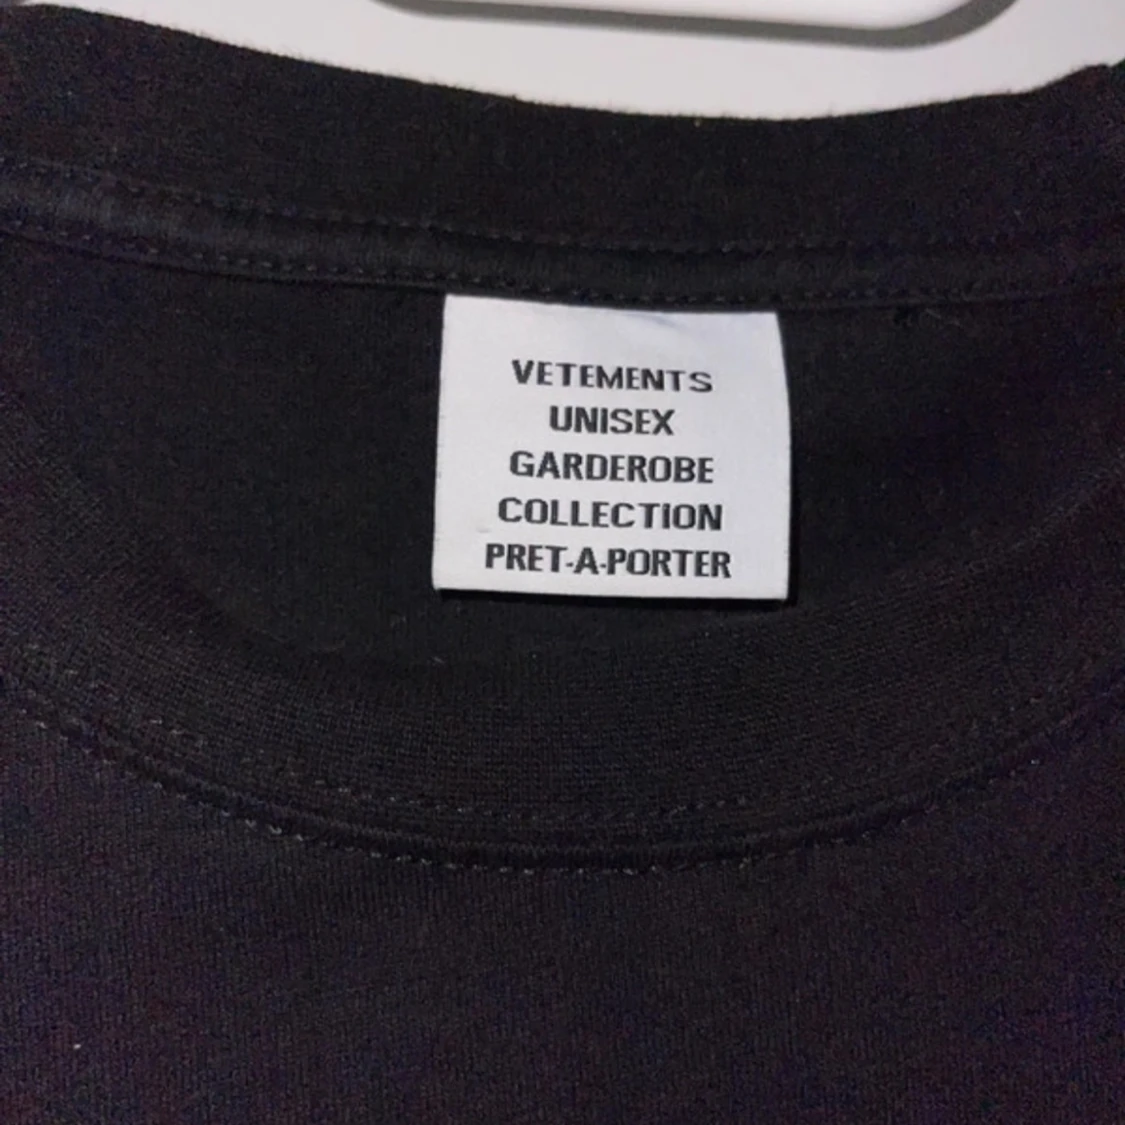 VETEMENTS
UNISEX
GARDEROBE
COLLECTION
PRET-A-PORTER